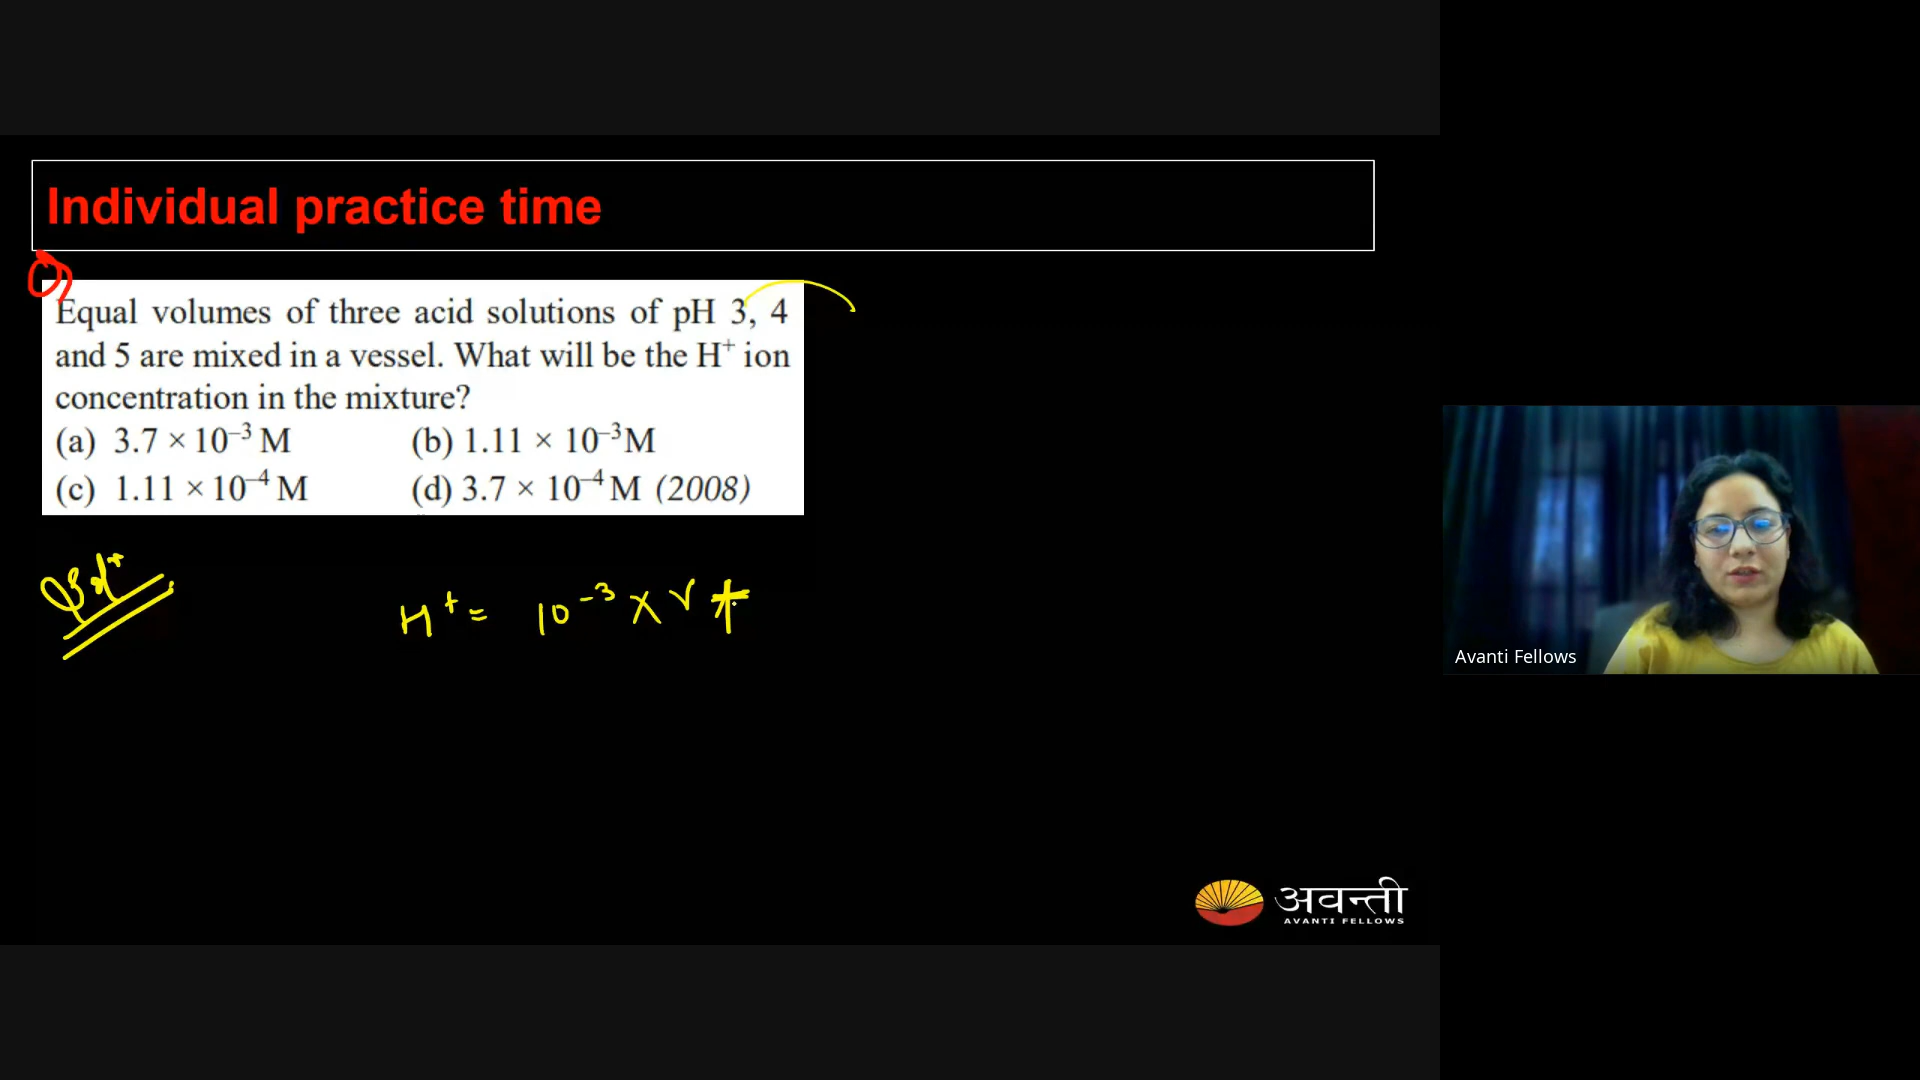 Individual practice time
Equal volumes of three acid solutions of pH 3, 4
and 5 are mixed in a vessel. What will be the H⁺ ion
concentration in the mixture?
(a) 3.7 × 10⁻³ M (b) 1.11 × 10⁻³M
(c) 1.11 × 10⁻⁴ M (d) 3.7 × 10⁻⁴ M (2008)
H⁺ = 10⁻³ × V +
Avanti Fellows
अवन्ती
AVANTI FELLOWS